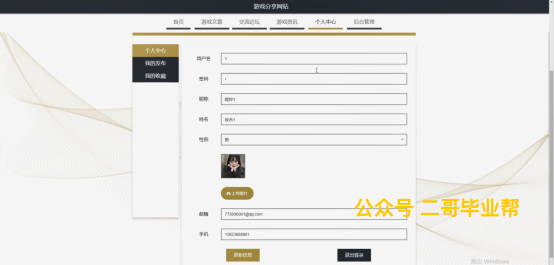 游戏分享网站
首页 游戏文章 交流论坛 游戏资讯 个人中心 后台管理
个人中心
我的发布
我的收藏
用户名 1
密码
昵称 昵称1
姓名 姓名1
性别 男
上传图片
邮箱 773890001@qq.com
手机 13823888881
更新信息 退出登录
公众号 二哥毕业帮
激活 Windows